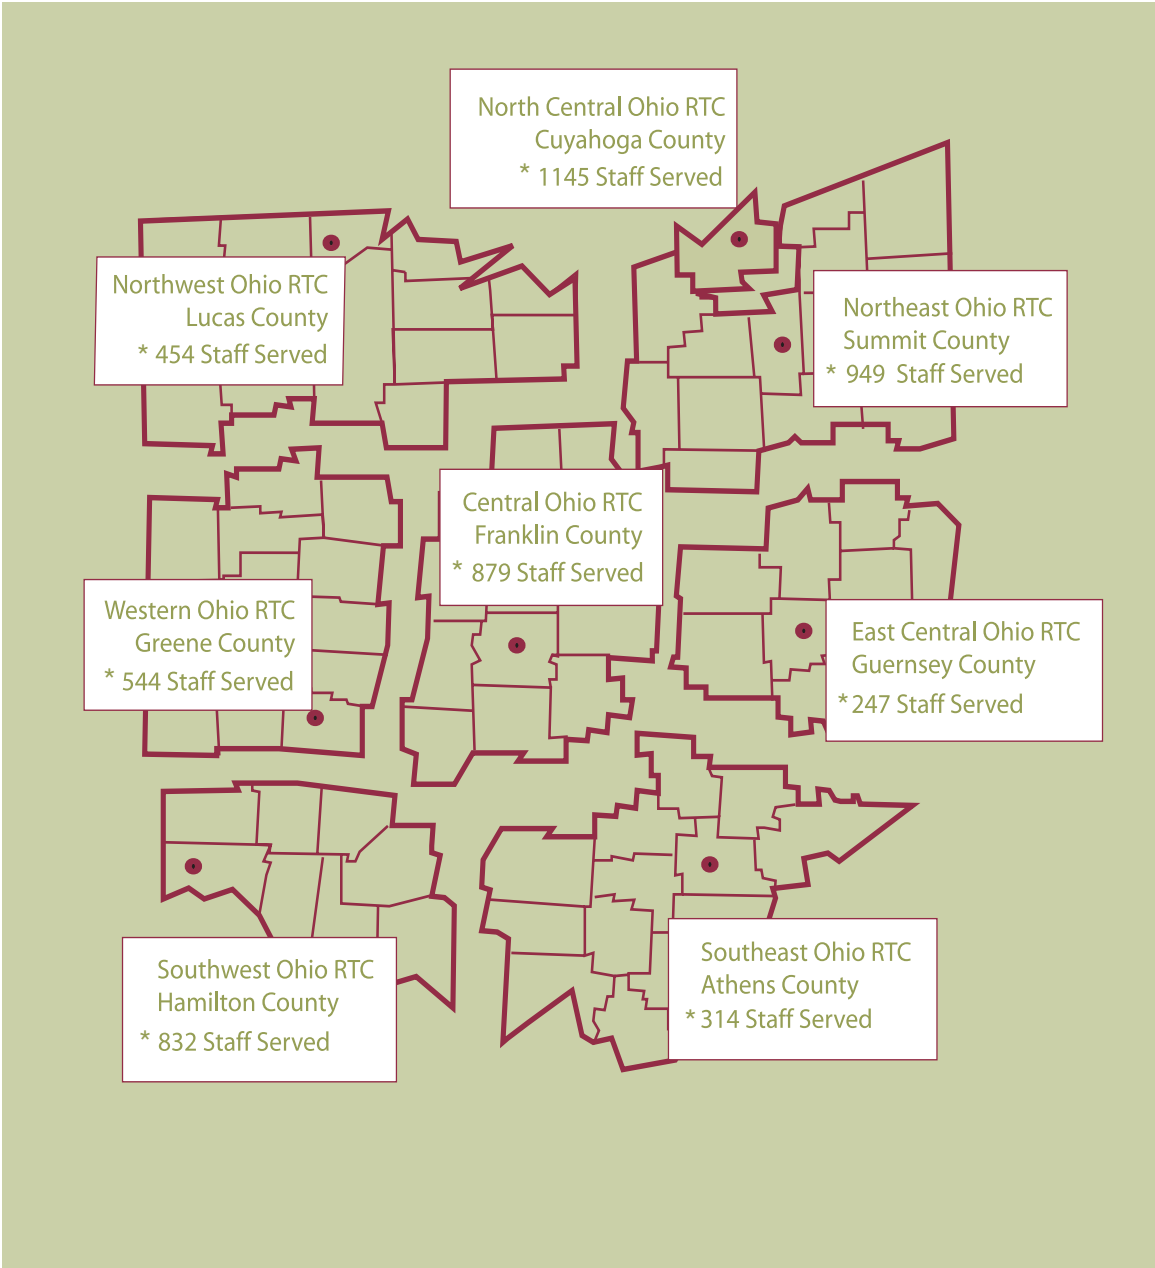 North Central Ohio RTC
Cuyahoga County
* 1145 Staff Served
Northwest Ohio RTC
Lucas County
* 454 Staff Served
Northeast Ohio RTC
Summit County
* 949 Staff Served
Central Ohio RTC
Franklin County
* 879 Staff Served
Western Ohio RTC
Greene County
* 544 Staff Served
East Central Ohio RTC
Guernsey County
* 247 Staff Served
Southwest Ohio RTC
Hamilton County
* 832 Staff Served
Southeast Ohio RTC
Athens County
* 314 Staff Served